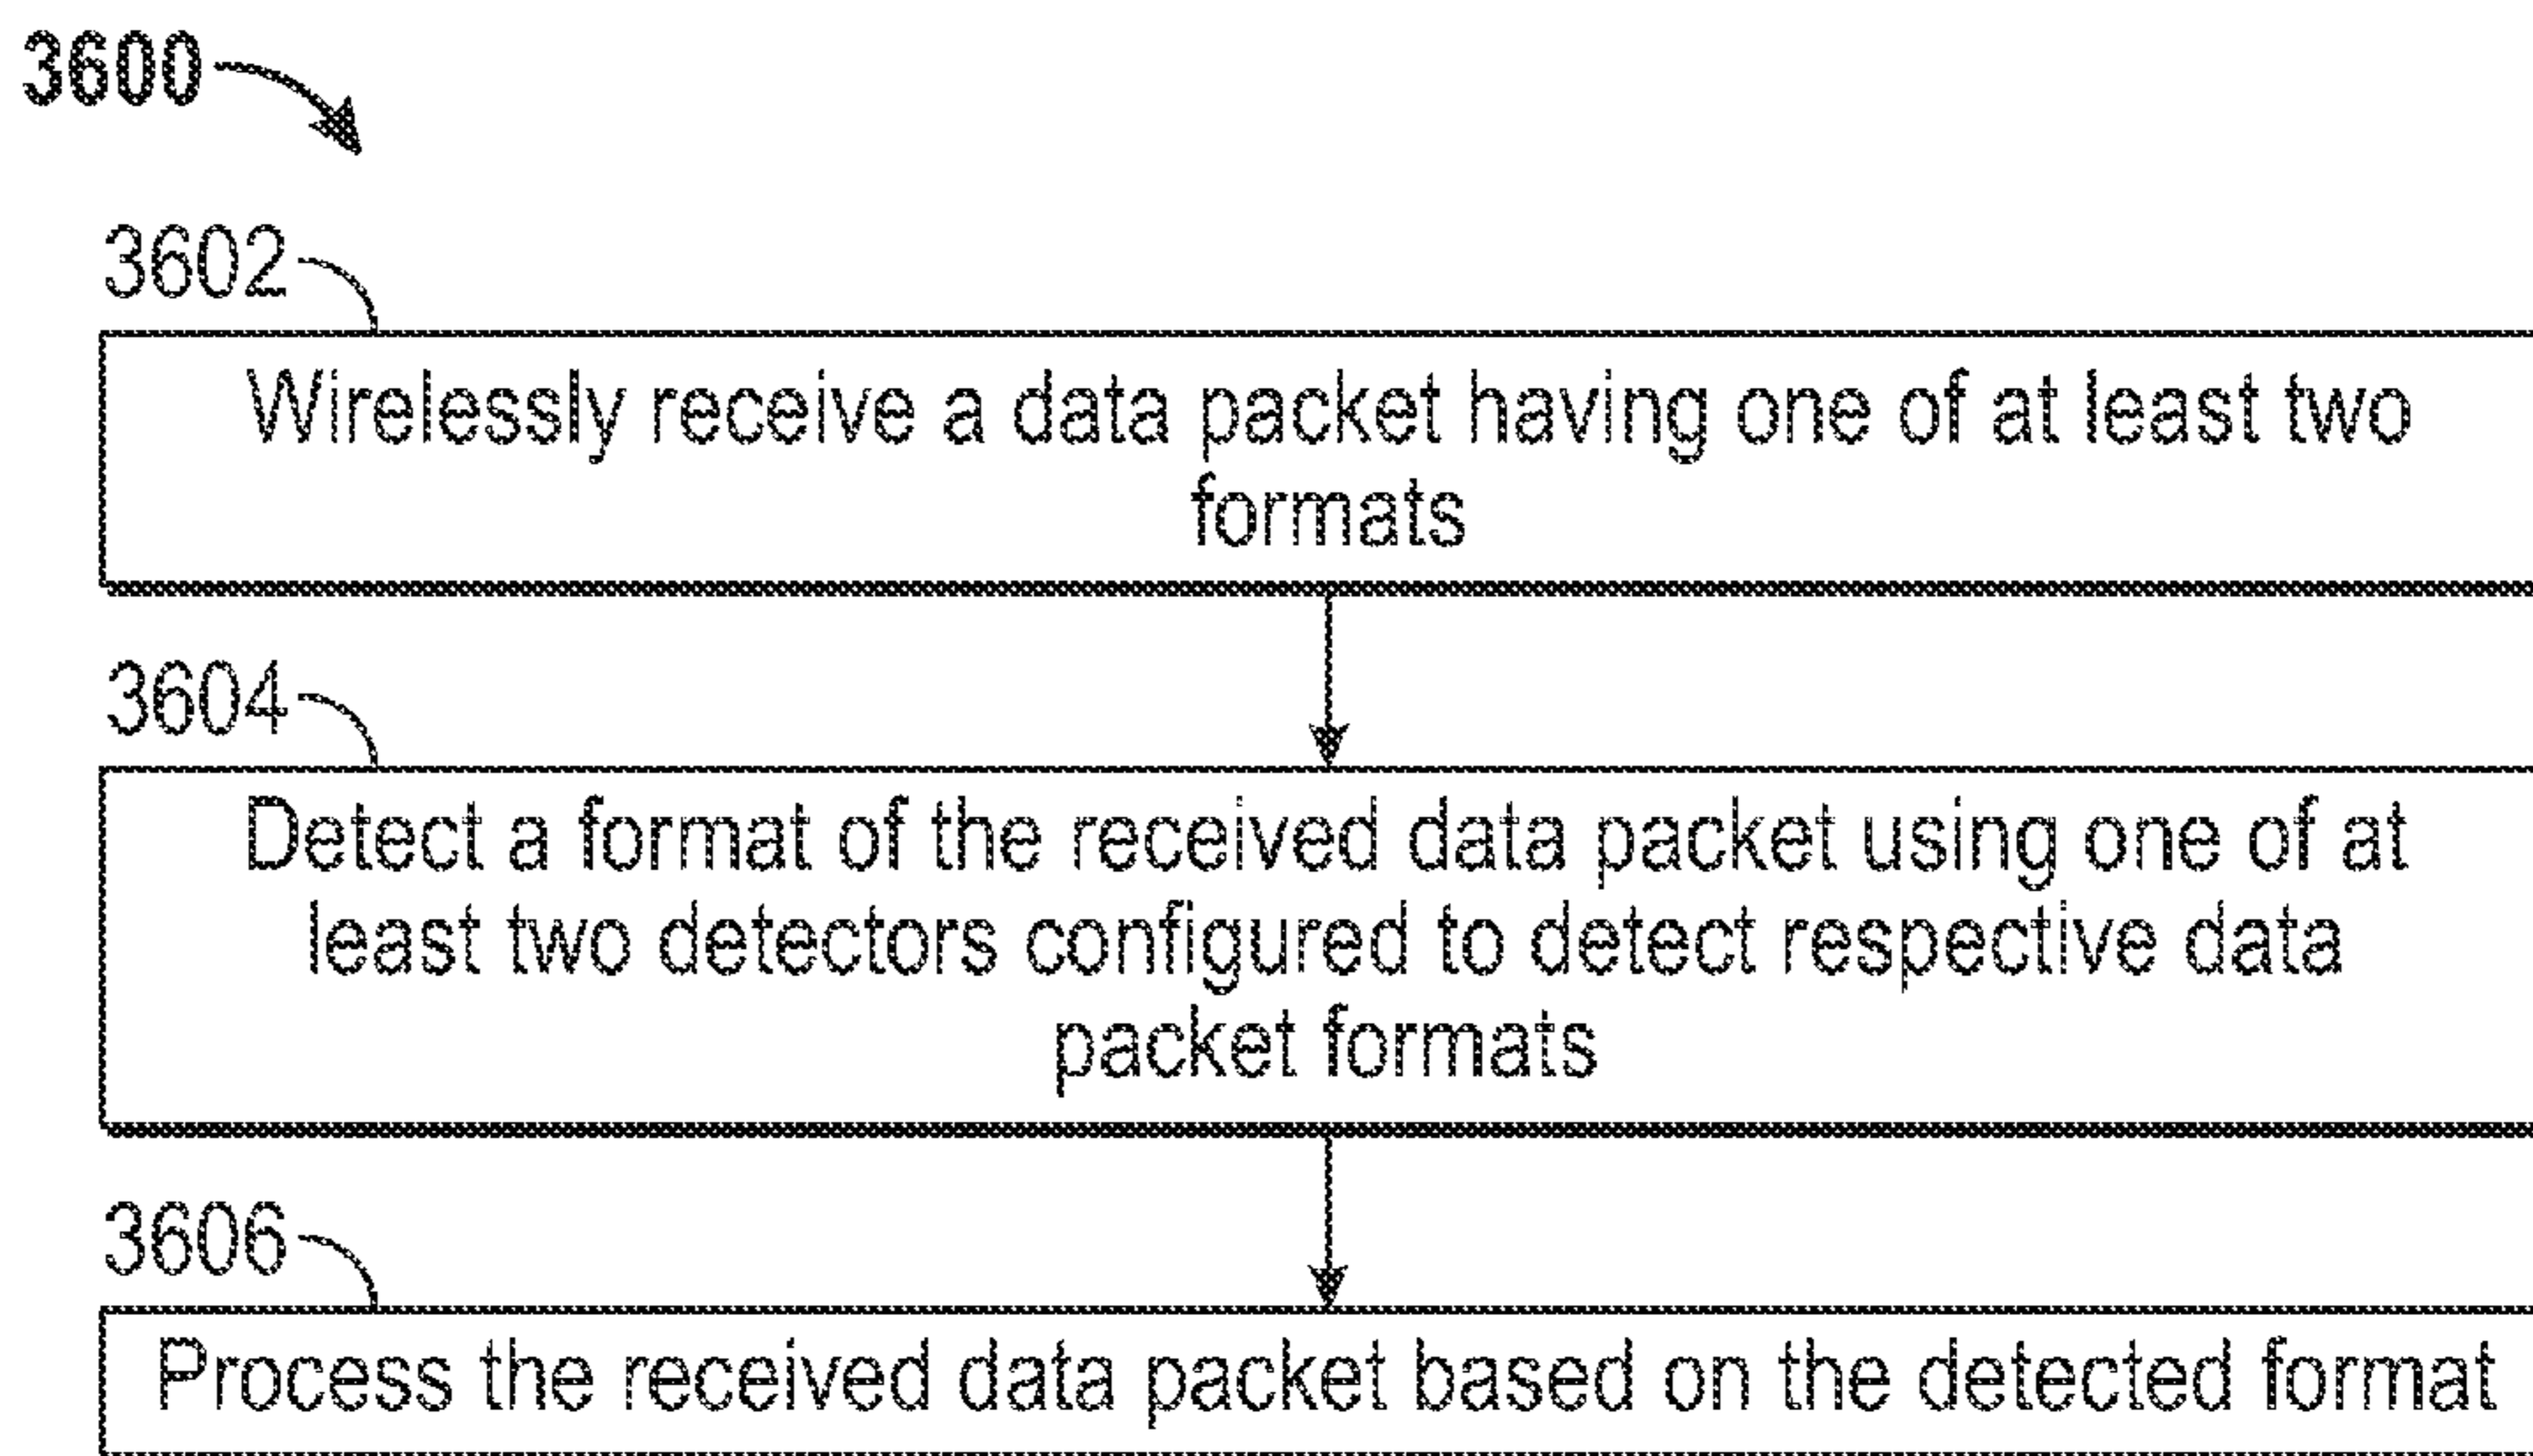 3600
3602
Wirelessly receive a data packet having one of at least two
formats
3604
Detect a format of the received data packet using one of at
least two detectors configured to detect respective data
packet formats
3606
Process the received data packet based on the detected format